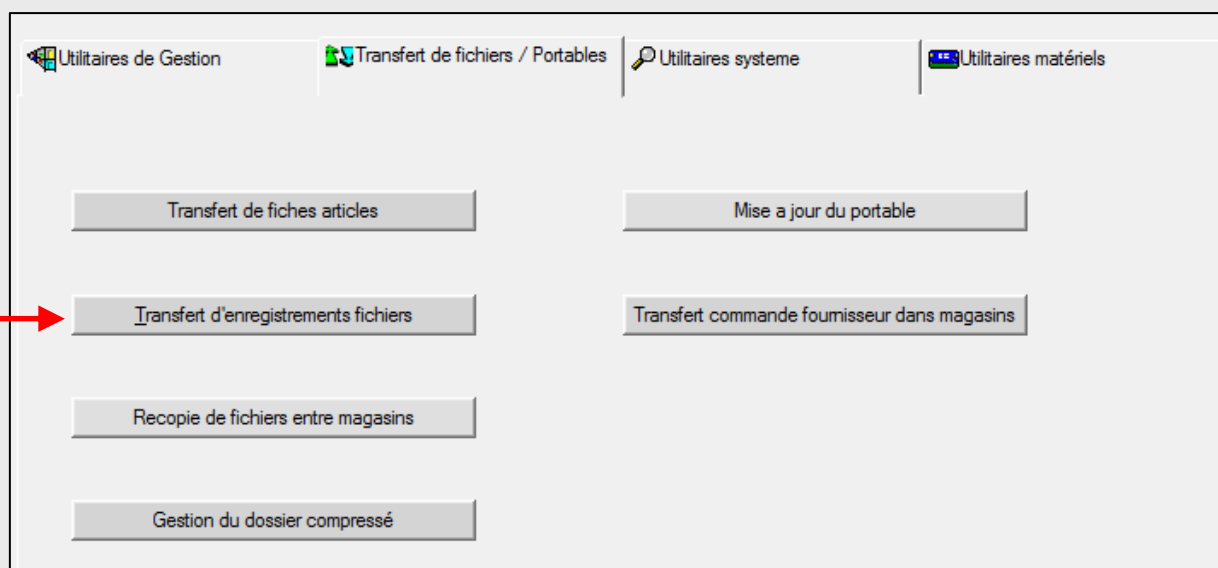 Utilitaires de Gestion
Transfert de fichiers / Portables
Utilitaires systeme
Utilitaires matériels
Transfert de fiches articles
Mise a jour du portable
Transfert d'enregistrements fichiers
Transfert commande fournisseur dans magasins
Recopie de fichiers entre magasins
Gestion du dossier compressé